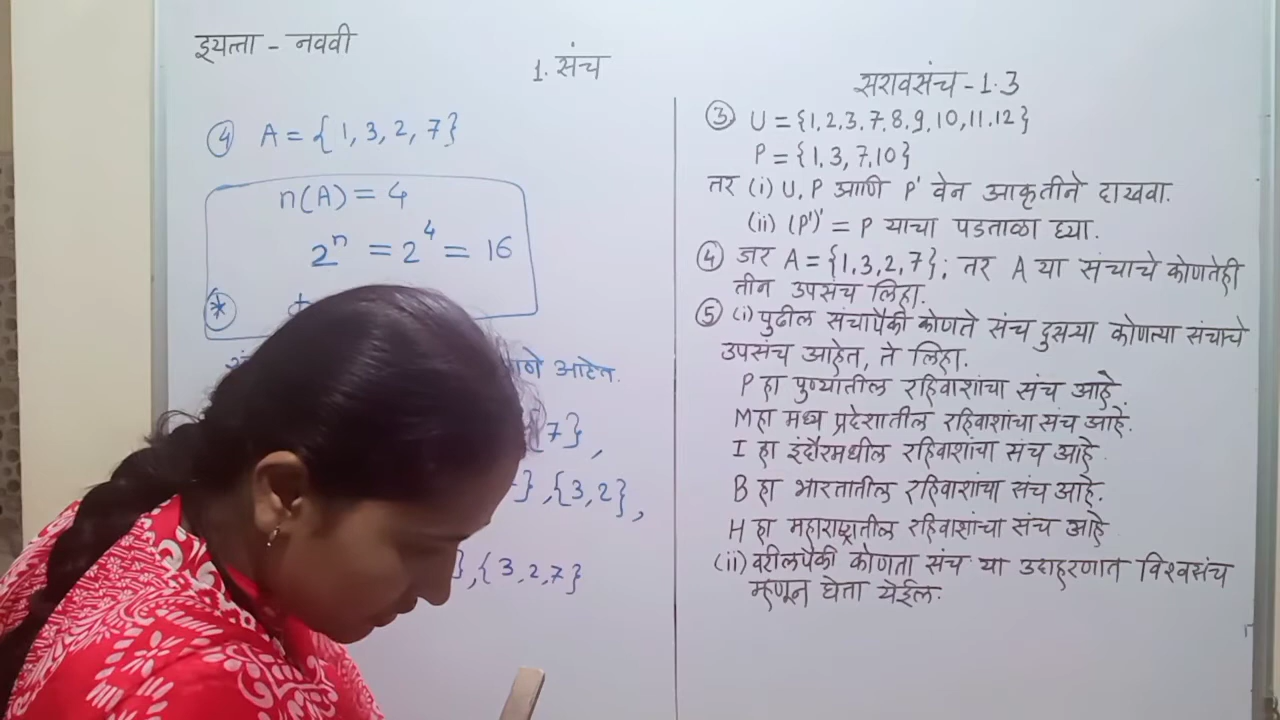 इयत्ता - नववी
1. संच
④ A = { 1, 3, 2, 7 }
n(A) = 4
2ⁿ = 2⁴ = 16
*
आहेत.
7},
},{3,2},
},{3,2,7}
सरावसंच - 1.3
③ U = {1,2,3,7,8,9,10,11,12}
P = {1,3,7,10}
तर (i) U, P आणि P' वेन आकृतीने दाखवा.
(ii) (P')' = P याचा पडताळा घ्या.
④ जर A = {1,3,2,7}; तर A या संचाचे कोणतेही
तीन उपसंच लिहा.
⑤ (i) पुढील संचापैकी कोणते संच दुसऱ्या कोणत्या संचाचे
उपसंच आहेत, ते लिहा.
P हा पुण्यातील रहिवाशांचा संच आहे.
M हा मध्य प्रदेशातील रहिवाशांचा संच आहे.
I हा इंदौरमधील रहिवाशांचा संच आहे.
B हा भारतातील रहिवाशांचा संच आहे.
H हा महाराष्ट्रातील रहिवाशांचा संच आहे
(ii) वरीलपैकी कोणता संच या उदाहरणात विश्वसंच
म्हणून घेता येईल.